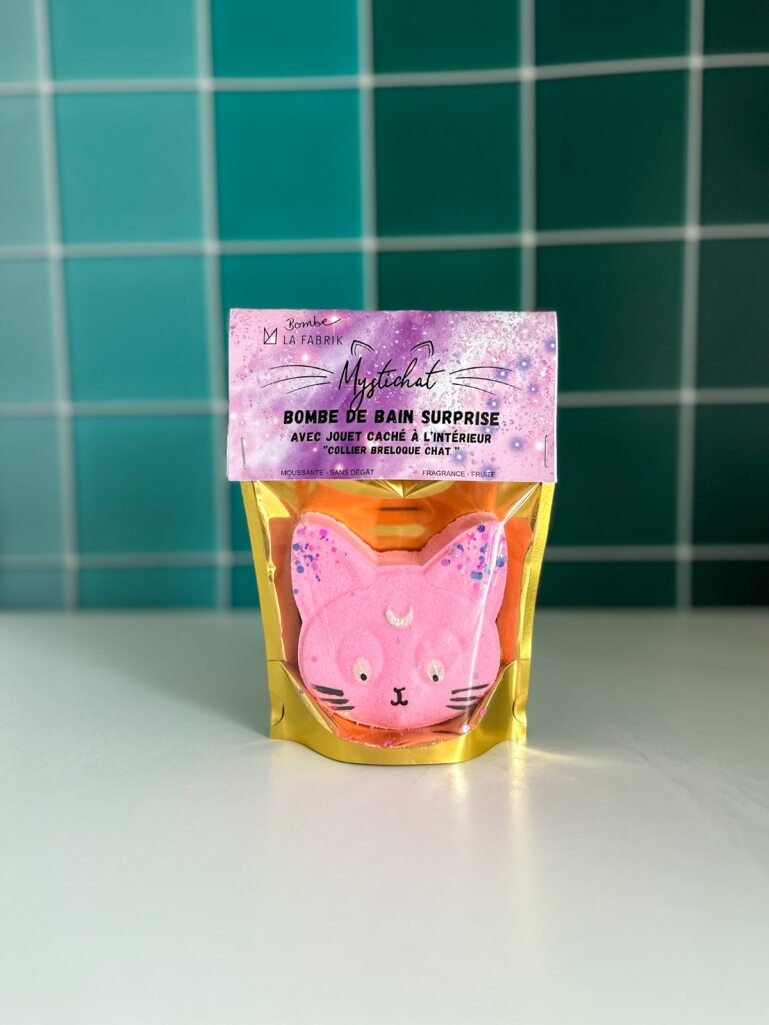 Bombe
LA FABRIK
Mystichat
BOMBE DE BAIN SURPRISE
AVEC JOUET CACHÉ À L'INTÉRIEUR
"COLLIER BRELOQUE CHAT "
MOUSSANTE - SANS DÉGÂT FRAGRANCE - FRUITÉ